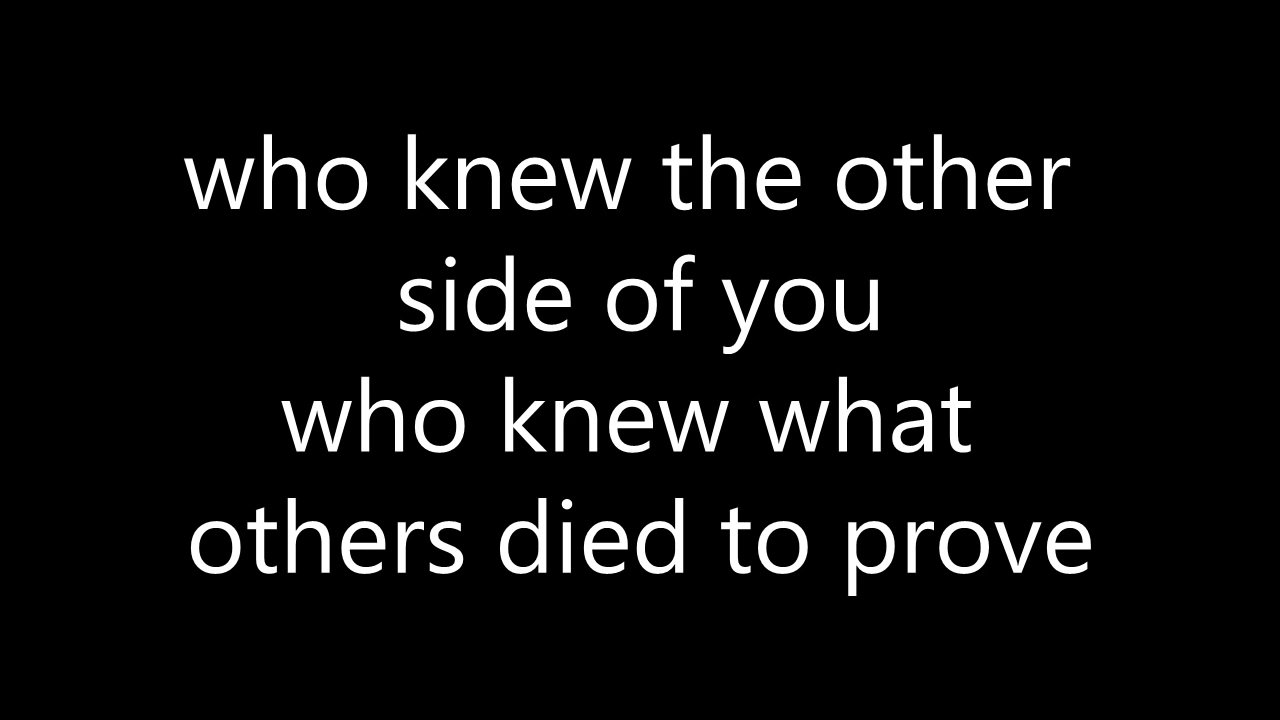 who knew the other
side of you
who knew what
others died to prove